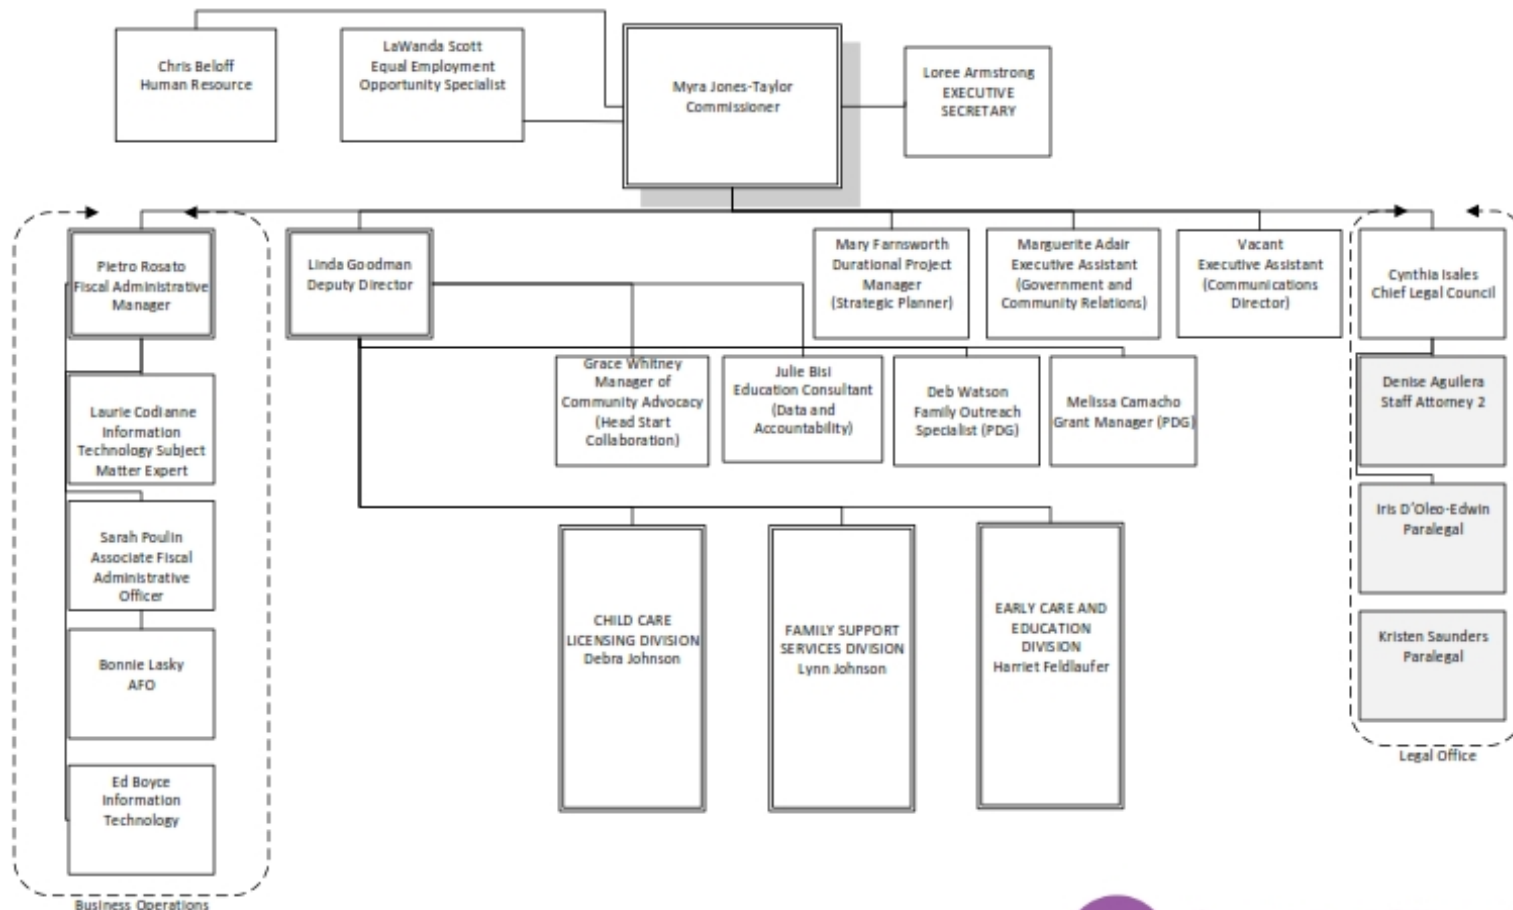 Chris Beloff
Human Resource
LaWanda Scott
Equal Employment
Opportunity Specialist
Myra Jones-Taylor
Commissioner
Loree Armstrong
EXECUTIVE
SECRETARY
Pietro Rosato
Fiscal Administrative
Manager
Linda Goodman
Deputy Director
Mary Farnsworth
Durational Project
Manager
(Strategic Planner)
Marguerite Adair
Executive Assistant
(Government and
Community Relations)
Vacant
Executive Assistant
(Communications
Director)
Cynthia Isales
Chief Legal Council
Grace Whitney
Manager of
Community Advocacy
(Head Start
Collaboration)
Julie Bisi
Education Consultant
(Data and
Accountability)
Deb Watson
Family Outreach
Specialist (PDG)
Melissa Camacho
Grant Manager (PDG)
Denise Aguilera
Staff Attorney 2
Laurie Codianne
Information
Technology Subject
Matter Expert
Iris D'Oleo-Edwin
Paralegal
Sarah Poulin
Associate Fiscal
Administrative
Officer
CHILD CARE
LICENSING DIVISION
Debra Johnson
FAMILY SUPPORT
SERVICES DIVISION
Lynn Johnson
EARLY CARE AND
EDUCATION
DIVISION
Harriet Feldlaufer
Kristen Saunders
Paralegal
Bonnie Lasky
AFO
Legal Office
Ed Boyce
Information
Technology
Business Operations